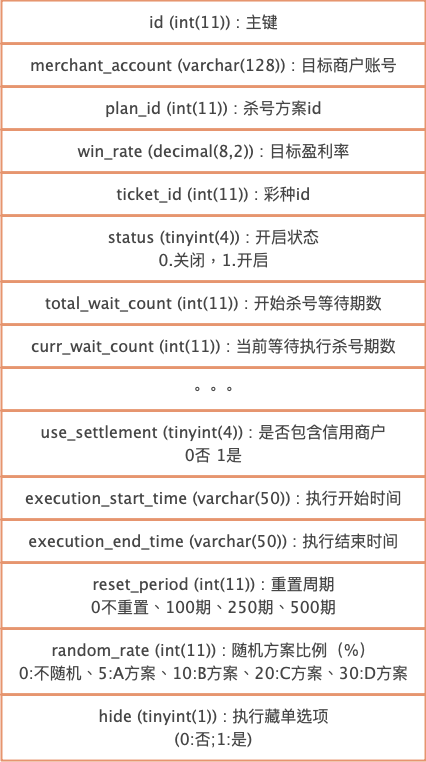 id (int(11)) : 主键
merchant_account (varchar(128)) : 目标商户账号
plan_id (int(11)) : 杀号方案id
win_rate (decimal(8,2)) : 目标盈利率
ticket_id (int(11)) : 彩种id
status (tinyint(4)) : 开启状态
0.关闭，1.开启
total_wait_count (int(11)) : 开始杀号等待期数
curr_wait_count (int(11)) : 当前等待执行杀号期数
。。。
use_settlement (tinyint(4)) : 是否包含信用商户
0否 1是
execution_start_time (varchar(50)) : 执行开始时间
execution_end_time (varchar(50)) : 执行结束时间
reset_period (int(11)) : 重置周期
0不重置、100期、250期、500期
random_rate (int(11)) : 随机方案比例（%）
0:不随机、5:A方案、10:B方案、20:C方案、30:D方案
hide (tinyint(1)) : 执行藏单选项
(0:否;1:是)